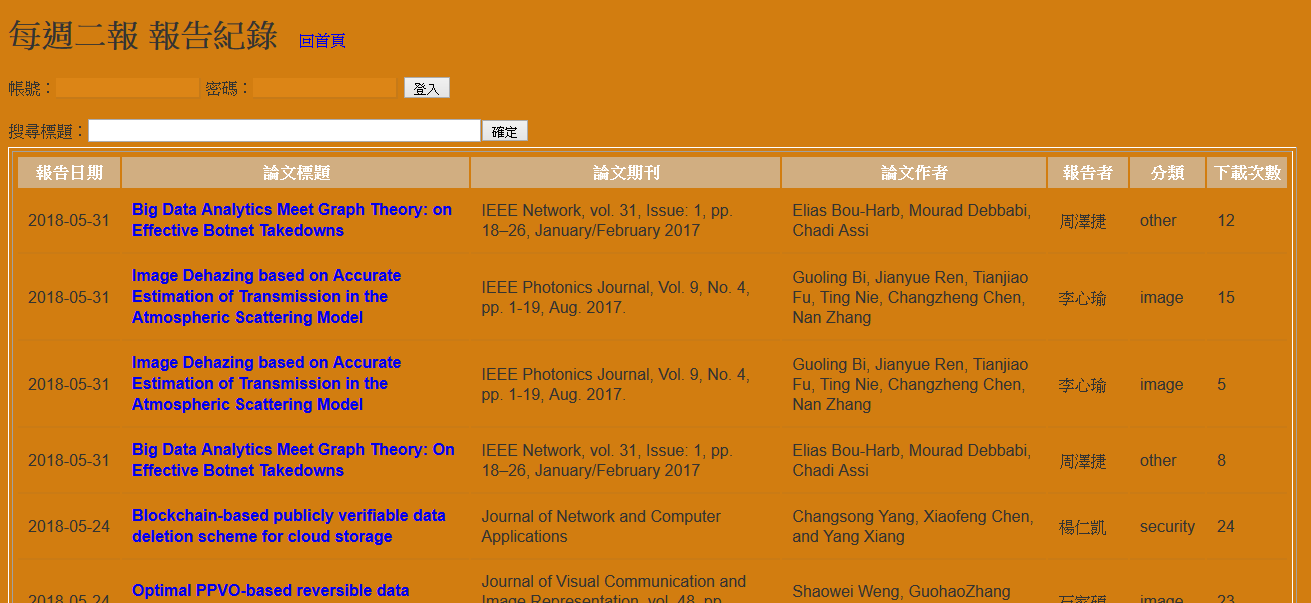 每週二報 報告紀錄 回首頁
帳號： 密碼： 登入
搜尋標題： 確定
報告日期 論文標題 論文期刊 論文作者 報告者 分類 下載次數
2018-05-31 Big Data Analytics Meet Graph Theory: on Effective Botnet Takedowns IEEE Network, vol. 31, Issue: 1, pp. 18–26, January/February 2017 Elias Bou-Harb, Mourad Debbabi, Chadi Assi 周澤捷 other 12
2018-05-31 Image Dehazing based on Accurate Estimation of Transmission in the Atmospheric Scattering Model IEEE Photonics Journal, Vol. 9, No. 4, pp. 1-19, Aug. 2017. Guoling Bi, Jianyue Ren, Tianjiao Fu, Ting Nie, Changzheng Chen, Nan Zhang 李心瑜 image 15
2018-05-31 Image Dehazing based on Accurate Estimation of Transmission in the Atmospheric Scattering Model IEEE Photonics Journal, Vol. 9, No. 4, pp. 1-19, Aug. 2017. Guoling Bi, Jianyue Ren, Tianjiao Fu, Ting Nie, Changzheng Chen, Nan Zhang 李心瑜 image 5
2018-05-31 Big Data Analytics Meet Graph Theory: On Effective Botnet Takedowns IEEE Network, vol. 31, Issue: 1, pp. 18–26, January/February 2017 Elias Bou-Harb, Mourad Debbabi, Chadi Assi 周澤捷 other 8
2018-05-24 Blockchain-based publicly verifiable data deletion scheme for cloud storage Journal of Network and Computer Applications Changsong Yang, Xiaofeng Chen, and Yang Xiang 楊仁凱 security 24
2018-05-24 Optimal PPVO-based reversible data Journal of Visual Communication and Image Representation, vol. 48, pp. Shaowei Weng, GuohaoZhang image 23